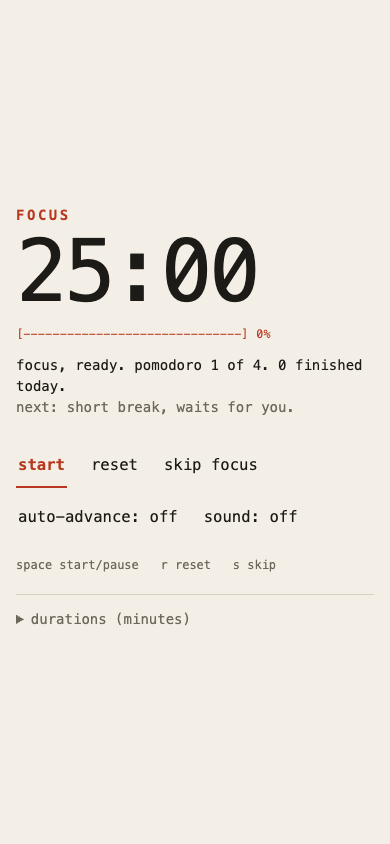 FOCUS
25:00
[------------------------------] 0%
focus, ready. pomodoro 1 of 4. 0 finished
today.
next: short break, waits for you.
start reset skip focus
auto-advance: off sound: off
space start/pause r reset s skip
▶ durations (minutes)